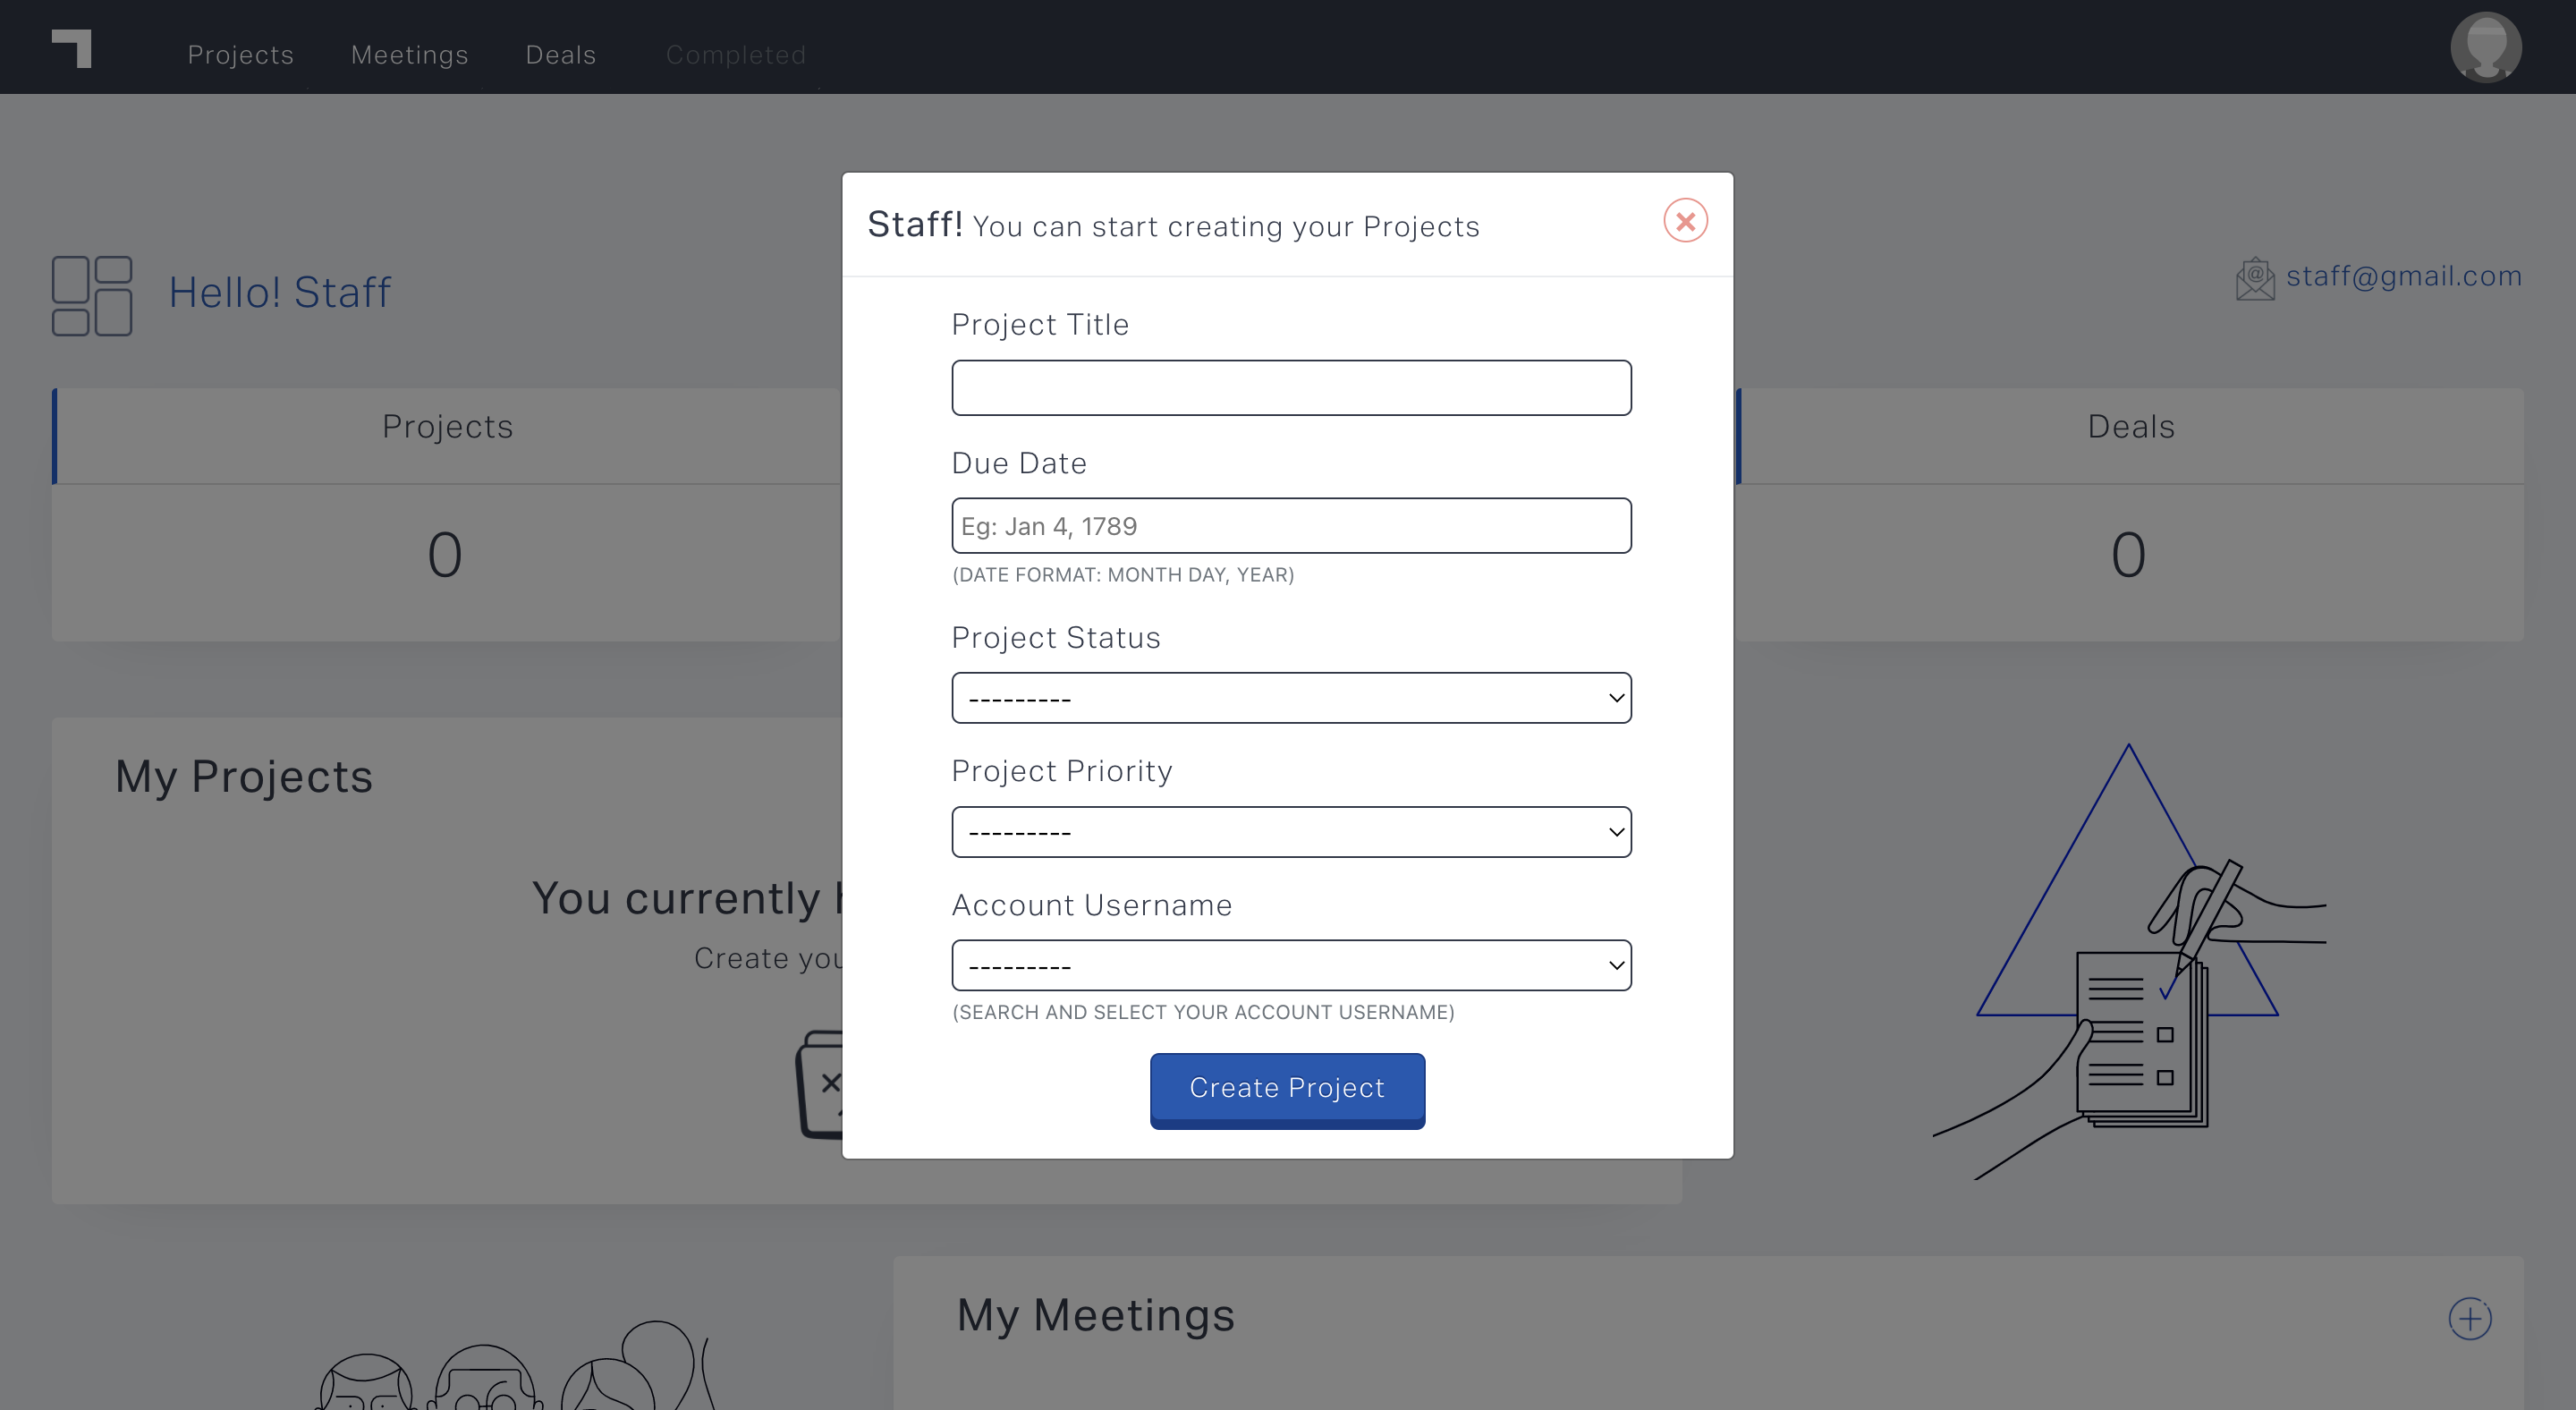 Projects Meetings Deals Completed
Staff! You can start creating your Projects
Hello! Staff
staff@gmail.com
Project Title
Projects
Deals
Due Date
Eg: Jan 4, 1789
0
0
(DATE FORMAT: MONTH DAY, YEAR)
Project Status
---------
My Projects
Project Priority
---------
You currently
Account Username
Create you
---------
(SEARCH AND SELECT YOUR ACCOUNT USERNAME)
Create Project
My Meetings